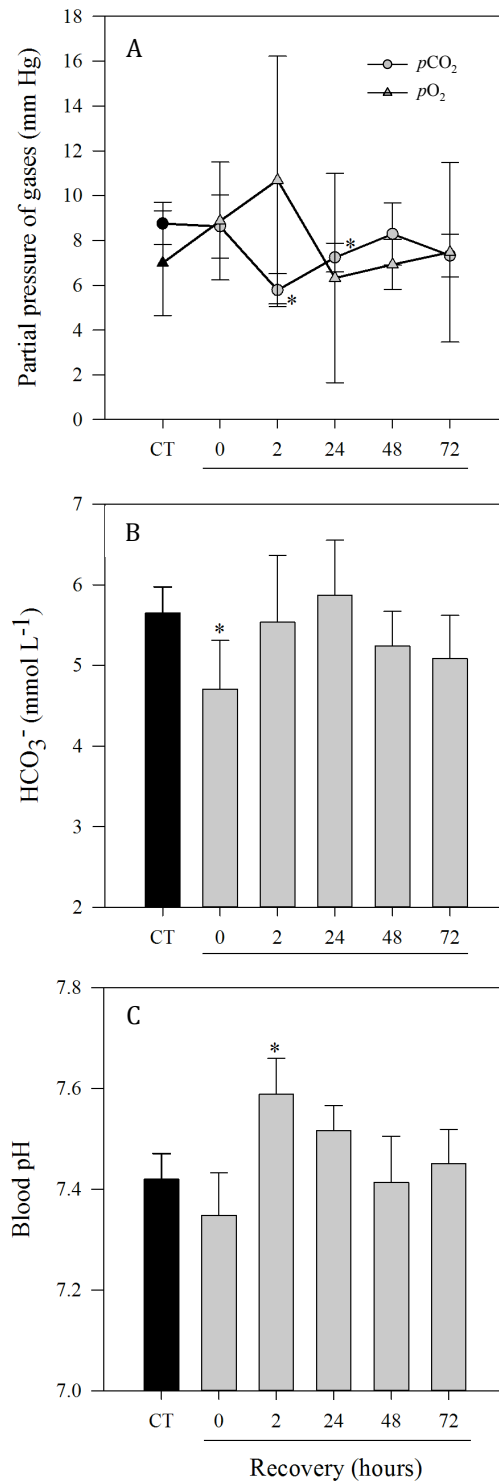 A
pCO₂
pO₂
Partial pressure of gases (mm Hg)
18
16
14
12
10
8
6
4
2
0
*
*
CT 0 2 24 48 72
B
HCO₃⁻ (mmol L⁻¹)
7
6
5
4
3
2
*
CT 0 2 24 48 72
C
Blood pH
7.8
7.6
7.4
7.2
7.0
*
CT 0 2 24 48 72
Recovery (hours)